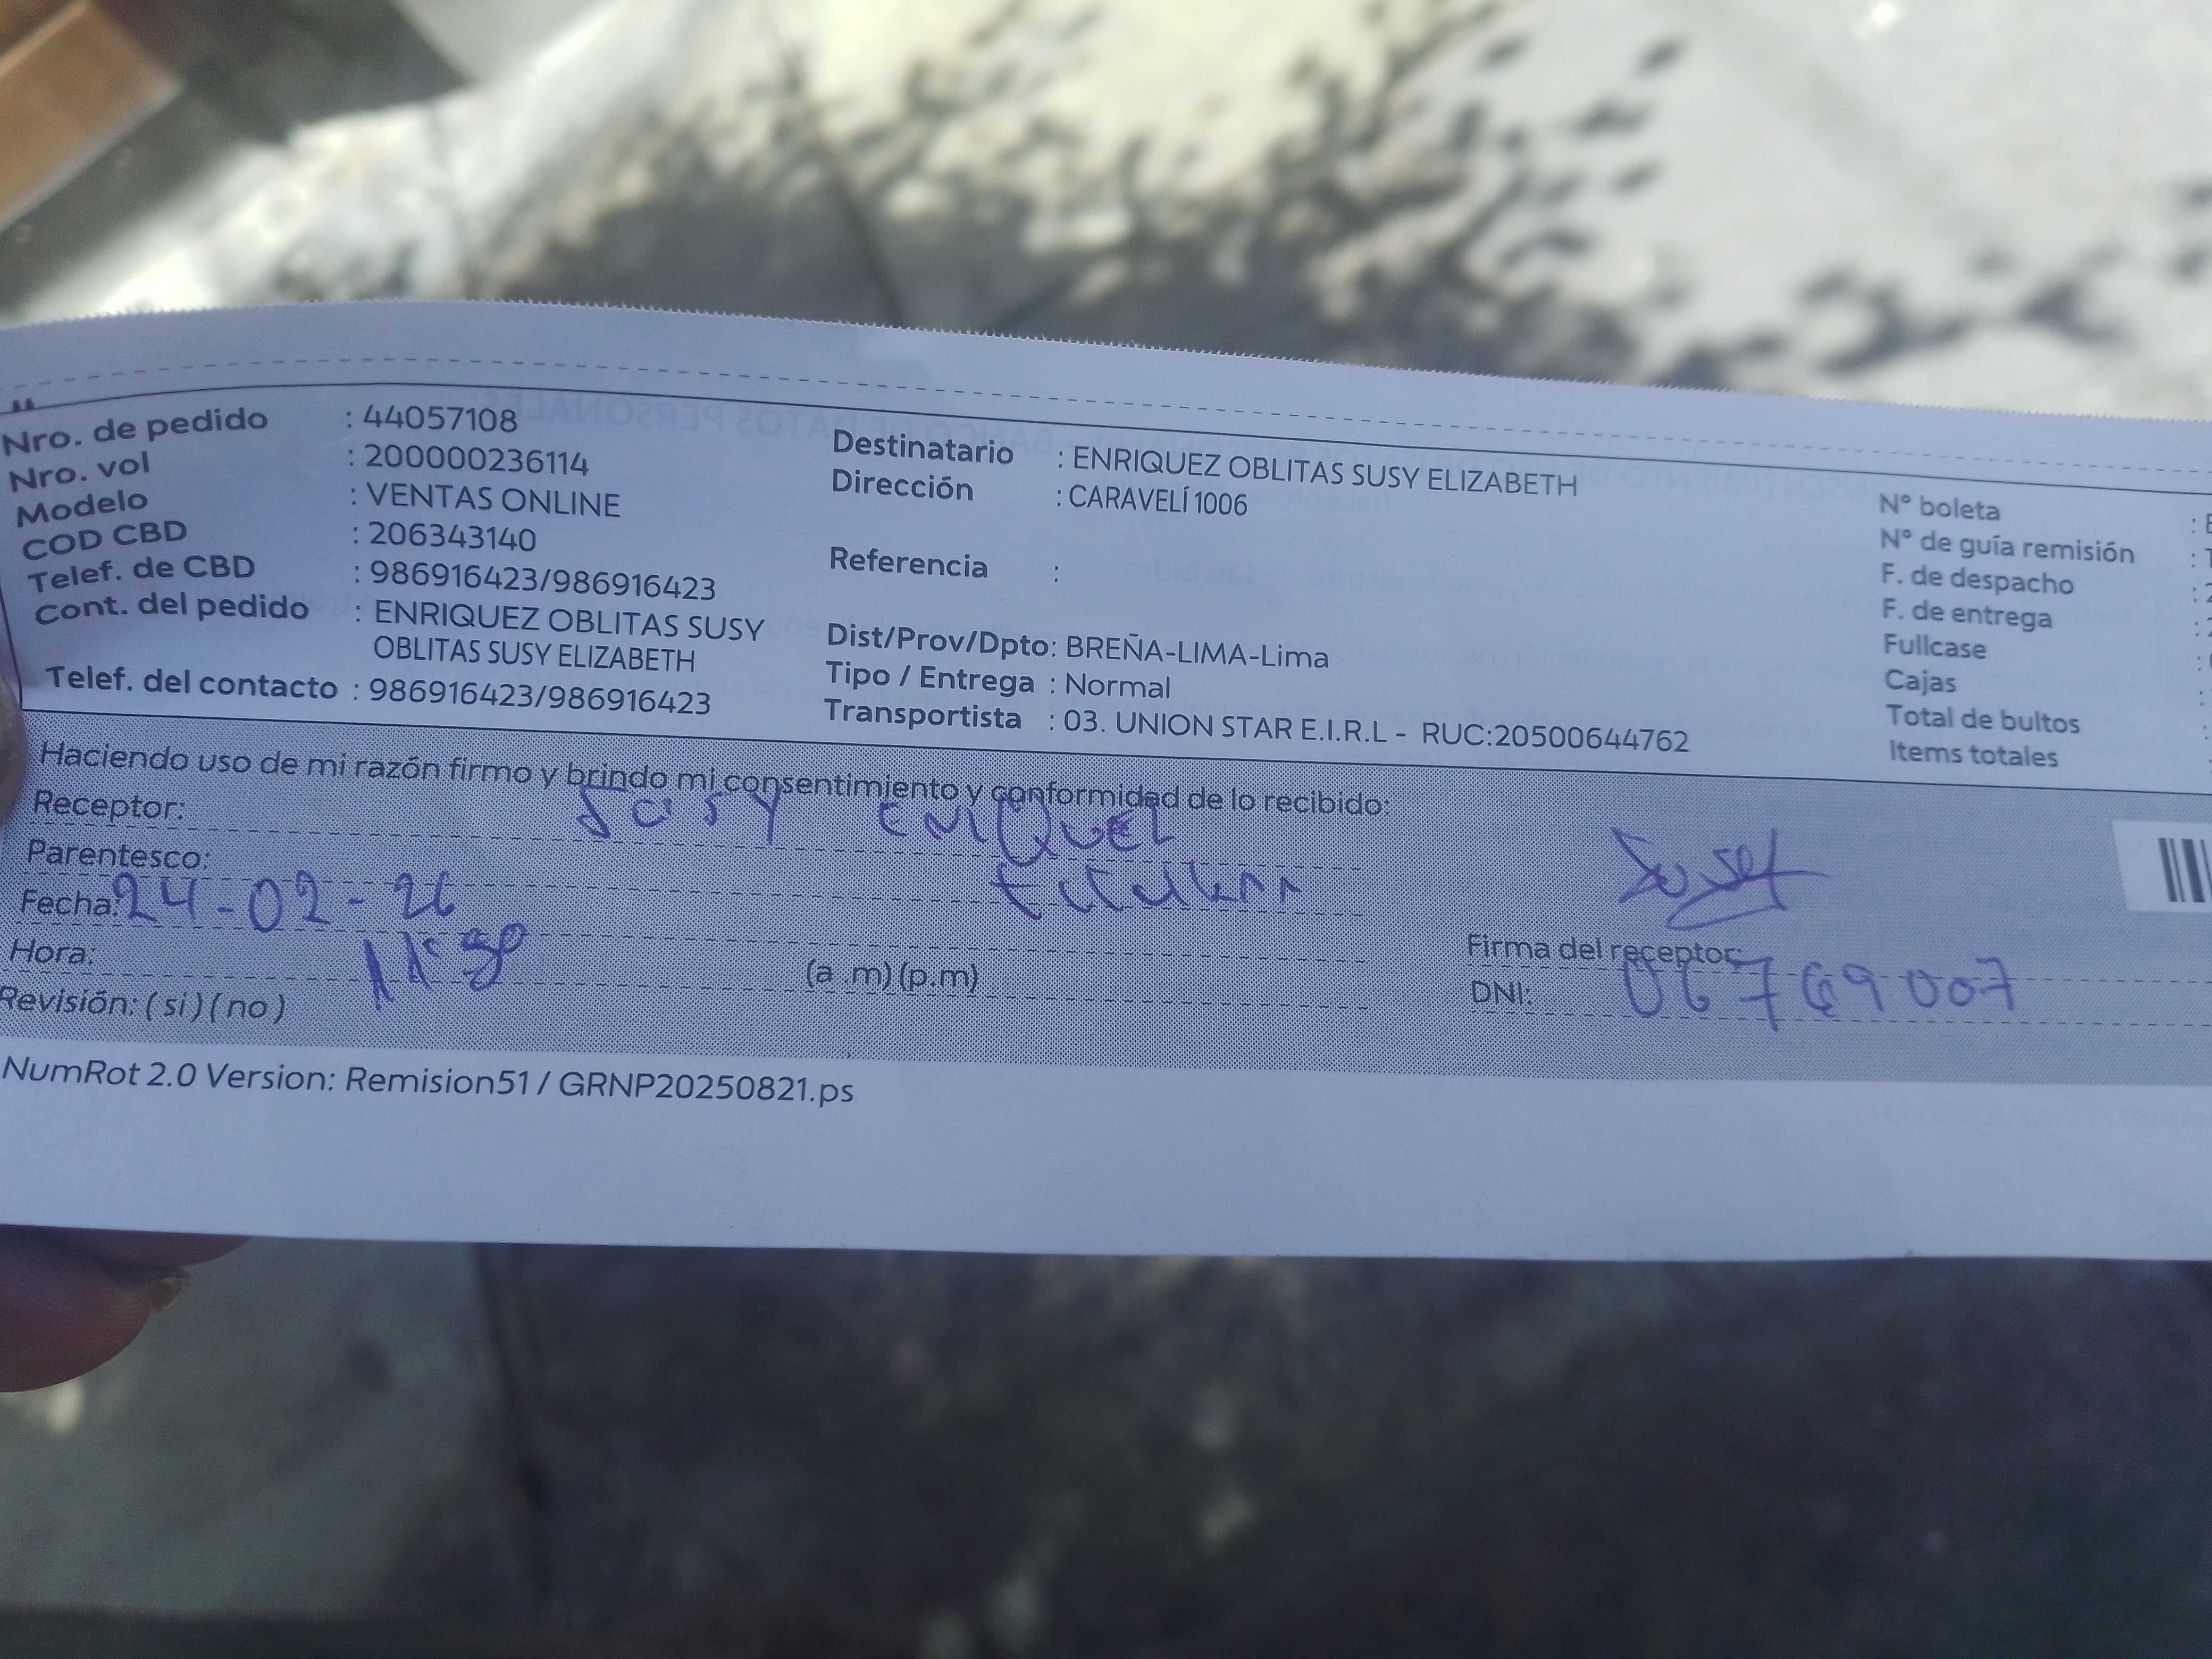 Nro. de pedido : 44057108
Nro. vol : 200000236114
Modelo : VENTAS ONLINE
COD CBD : 206343140
Telef. de CBD : 986916423/986916423
Cont. del pedido : ENRIQUEZ OBLITAS SUSY
OBLITAS SUSY ELIZABETH
Telef. del contacto : 986916423/986916423
Destinatario : ENRIQUEZ OBLITAS SUSY ELIZABETH
Dirección : CARAVELÍ 1006
Referencia :
Dist/Prov/Dpto: BREÑA-LIMA-Lima
Tipo / Entrega : Normal
Transportista : 03. UNION STAR E.I.R.L - RUC:20500644762
N° boleta :
N° de guía remisión :
F. de despacho :
F. de entrega :
Fullcase :
Cajas :
Total de bultos :
Items totales :
Haciendo uso de mi razón firmo y brindo mi consentimiento y conformidad de lo recibido:
Receptor: Susy
Parentesco:
Fecha: 24-02-26
Hora: (a .m) (p.m)
Revisión: ( si ) ( no )
Firma del receptor:
DNI: 06769007
NumRot 2.0 Version: Remision51 / GRNP20250821.ps